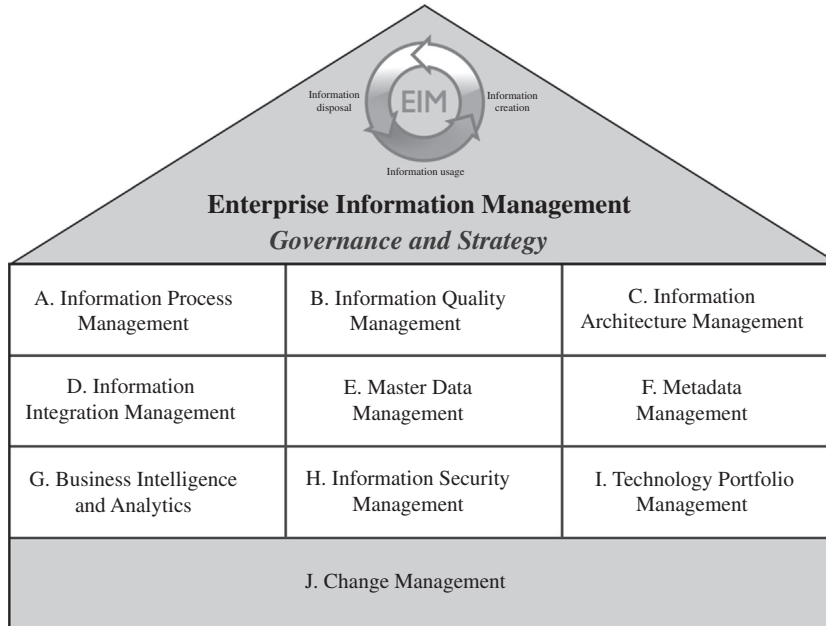 Information
disposal
EIM
Information
creation
Information usage
Enterprise Information Management
Governance and Strategy
A. Information Process
Management
B. Information Quality
Management
C. Information
Architecture Management
D. Information
Integration Management
E. Master Data
Management
F. Metadata
Management
G. Business Intelligence
and Analytics
H. Information Security
Management
I. Technology Portfolio
Management
J. Change Management